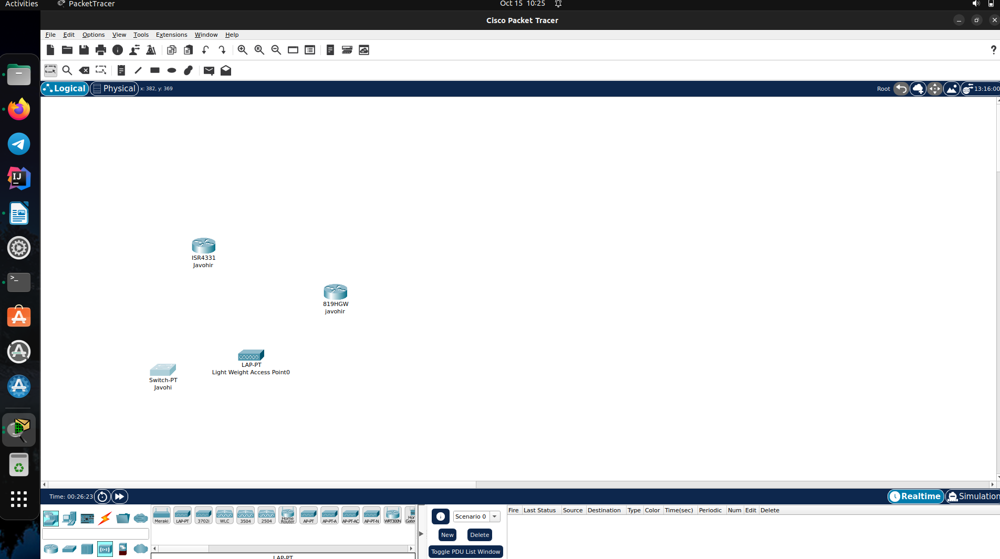 Activities PacketTracer Oct 15 10:25
Cisco Packet Tracer
File Edit Options View Tools Extensions Window Help
?
Logical Physical x: 382, y: 369 Root 13:16:00
ISR4331
Javohir
819HGW
javohir
LAP-PT
Light Weight Access Point0
Switch-PT
Javohi
Time: 00:26:23 Realtime Simulation
Fire Last Status Source Destination Type Color Time(sec) Periodic Num Edit Delete
Meraki LAP-PT 3702i WLC 3504 2504 Home Router AP-PT AP-PT-A AP-PT-AC AP-PT-N WRT300N
Scenario 0
New Delete
Toggle PDU List Window
LAP-PT